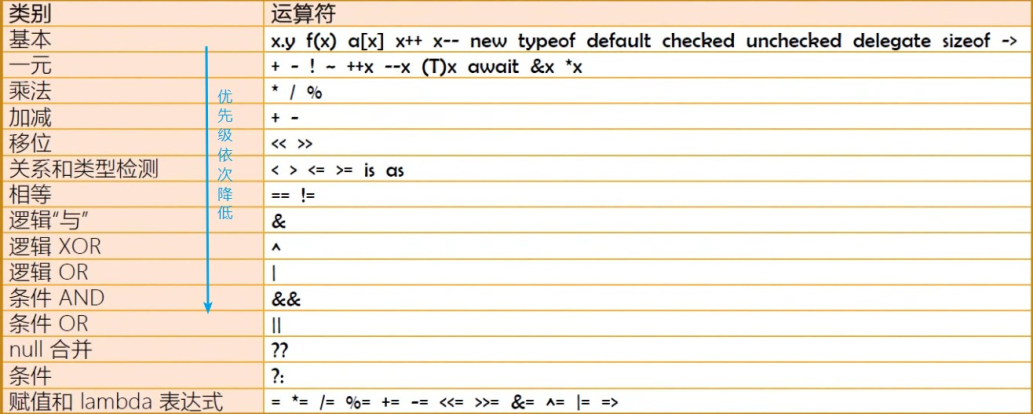 类别 运算符
基本 x.y f(x) a[x] x++ x-- new typeof default checked unchecked delegate sizeof ->
一元 + - ! ~ ++x --x (T)x await &x *x
乘法 * / %
加减 + -
移位 << >>
关系和类型检测 < > <= >= is as
相等 == !=
逻辑“与” &
逻辑 XOR ^
逻辑 OR |
条件 AND &&
条件 OR ||
null 合并 ??
条件 ?:
赋值和 lambda 表达式 = *= /= %= += -= <<= >>= &= ^= |= =>
优先级依次降低